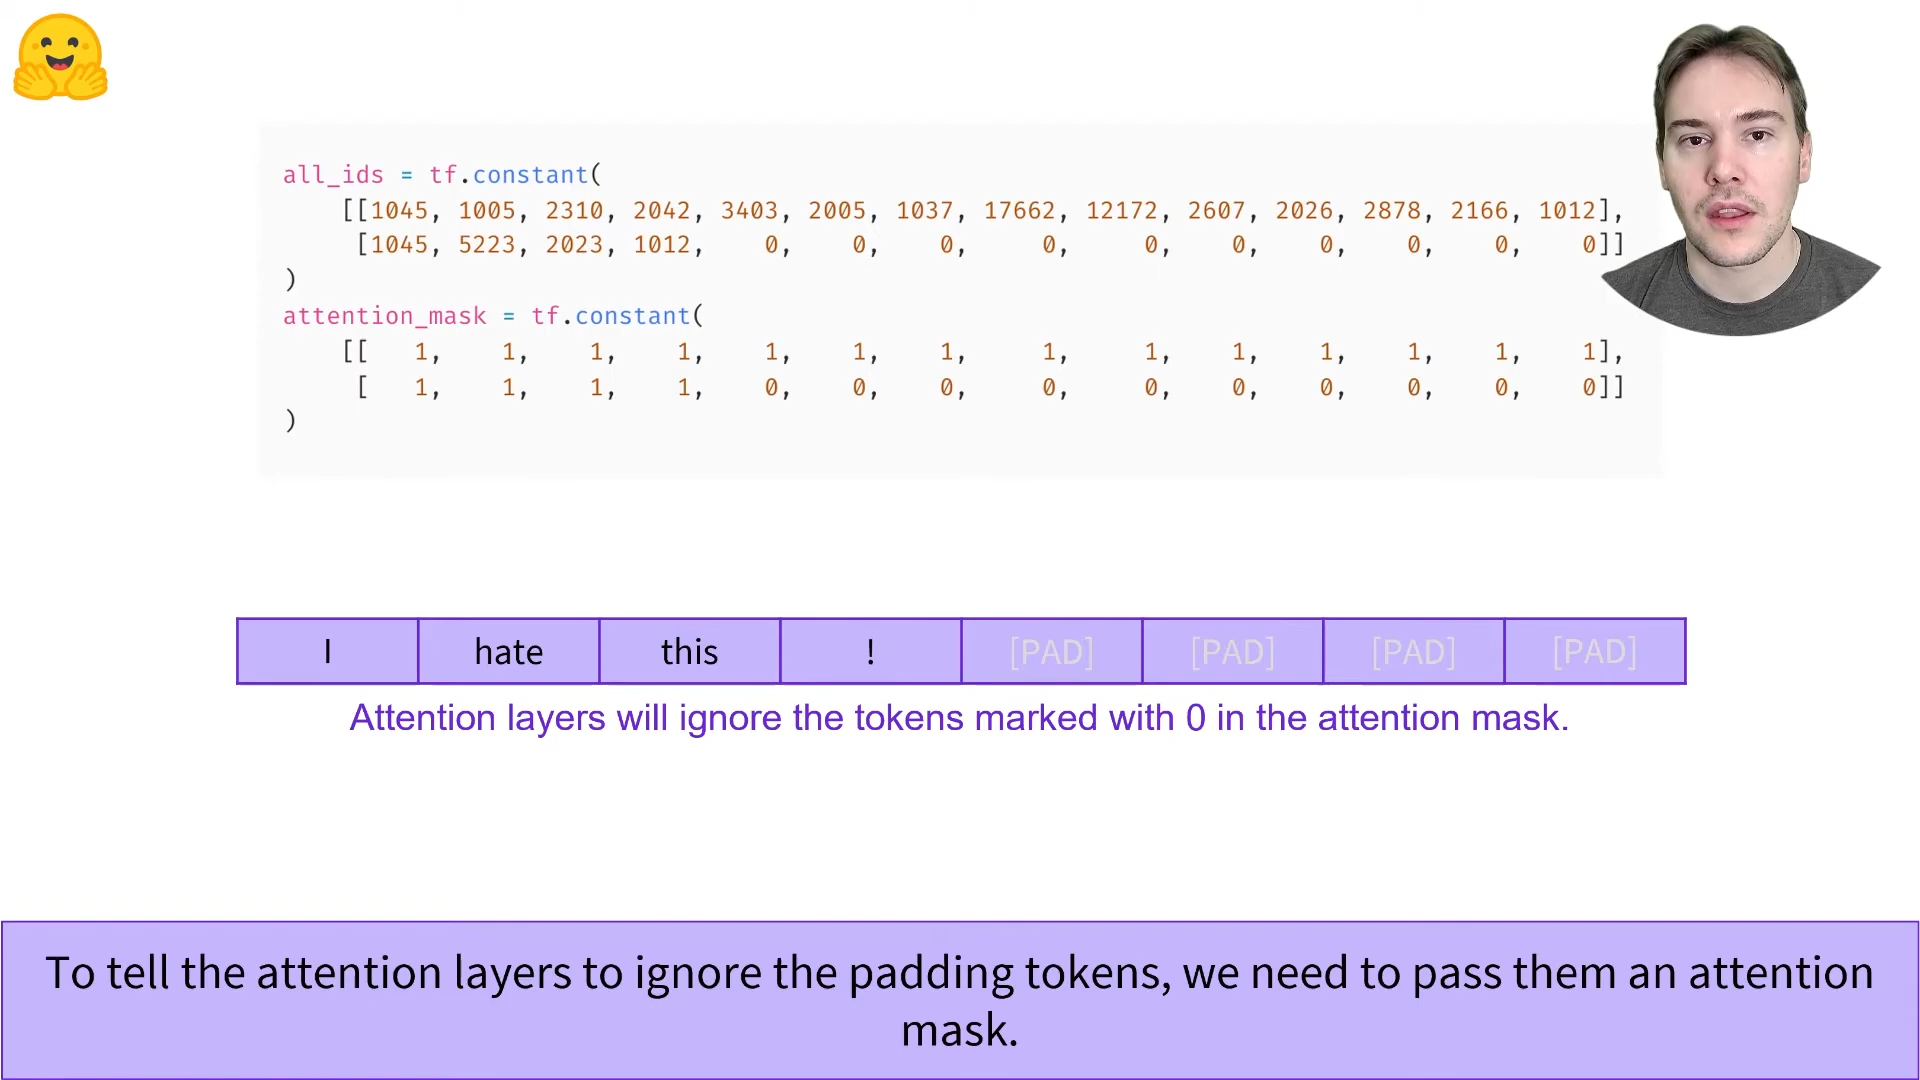 all_ids = tf.constant(
[[1045, 1005, 2310, 2042, 3403, 2005, 1037, 17662, 12172, 2607, 2026, 2878, 2166, 1012],
[1045, 5223, 2023, 1012, 0, 0, 0, 0, 0, 0, 0, 0, 0, 0]]
)
attention_mask = tf.constant(
[[ 1, 1, 1, 1, 1, 1, 1, 1, 1, 1, 1, 1, 1, 1],
[ 1, 1, 1, 1, 0, 0, 0, 0, 0, 0, 0, 0, 0, 0]]
)
I hate this ! [PAD] [PAD] [PAD] [PAD]
Attention layers will ignore the tokens marked with 0 in the attention mask.
To tell the attention layers to ignore the padding tokens, we need to pass them an attention
mask.